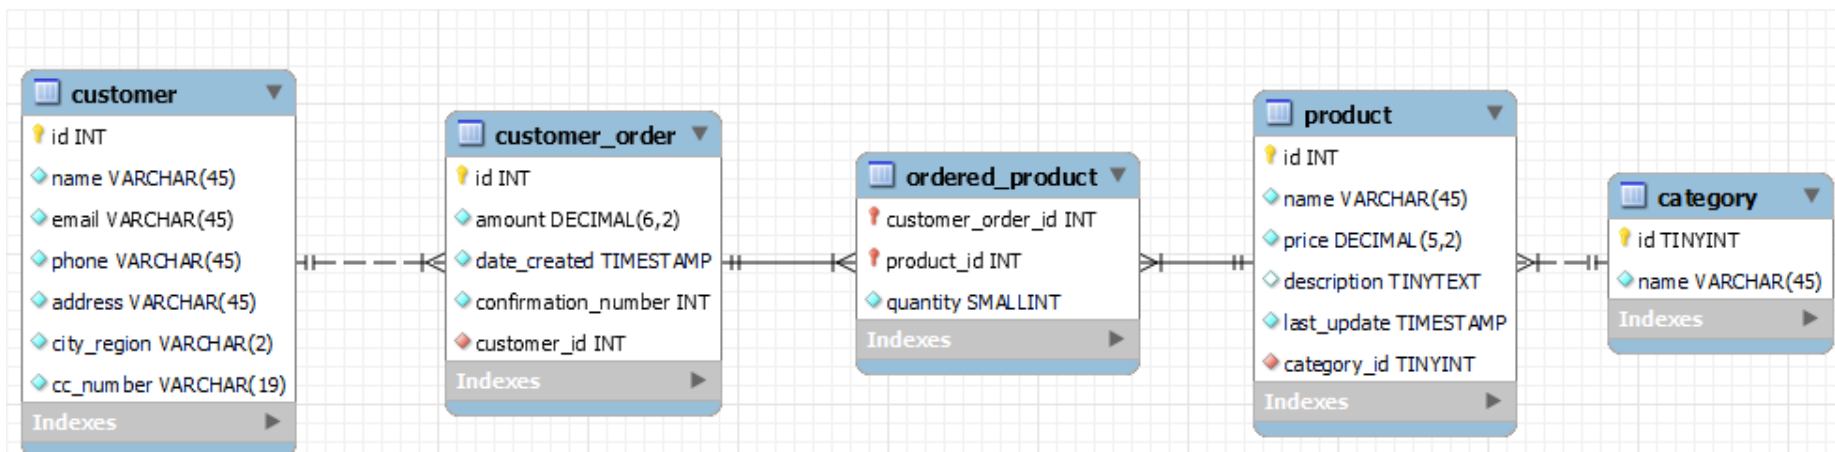 customer
id INT
name VARCHAR(45)
email VARCHAR(45)
phone VARCHAR(45)
address VARCHAR(45)
city_region VARCHAR(2)
cc_number VARCHAR(19)
Indexes
customer_order
id INT
amount DECIMAL(6,2)
date_created TIMESTAMP
confirmation_number INT
customer_id INT
Indexes
ordered_product
customer_order_id INT
product_id INT
quantity SMALLINT
Indexes
product
id INT
name VARCHAR(45)
price DECIMAL(5,2)
description TINYTEXT
last_update TIMESTAMP
category_id TINYINT
Indexes
category
id TINYINT
name VARCHAR(45)
Indexes